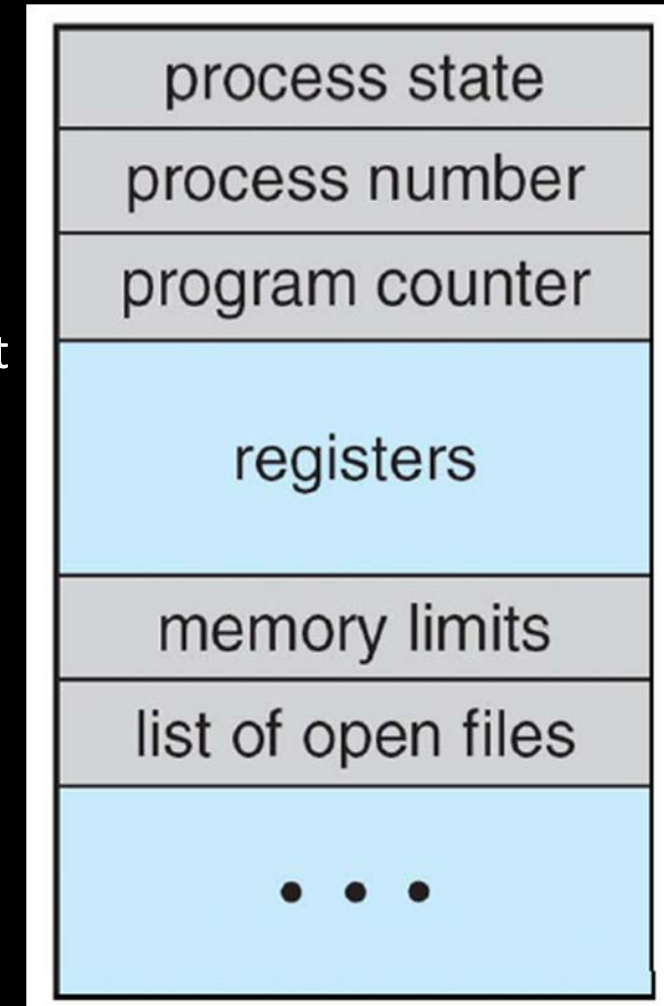 process state
process number
program counter
t
registers
memory limits
list of open files
• • •